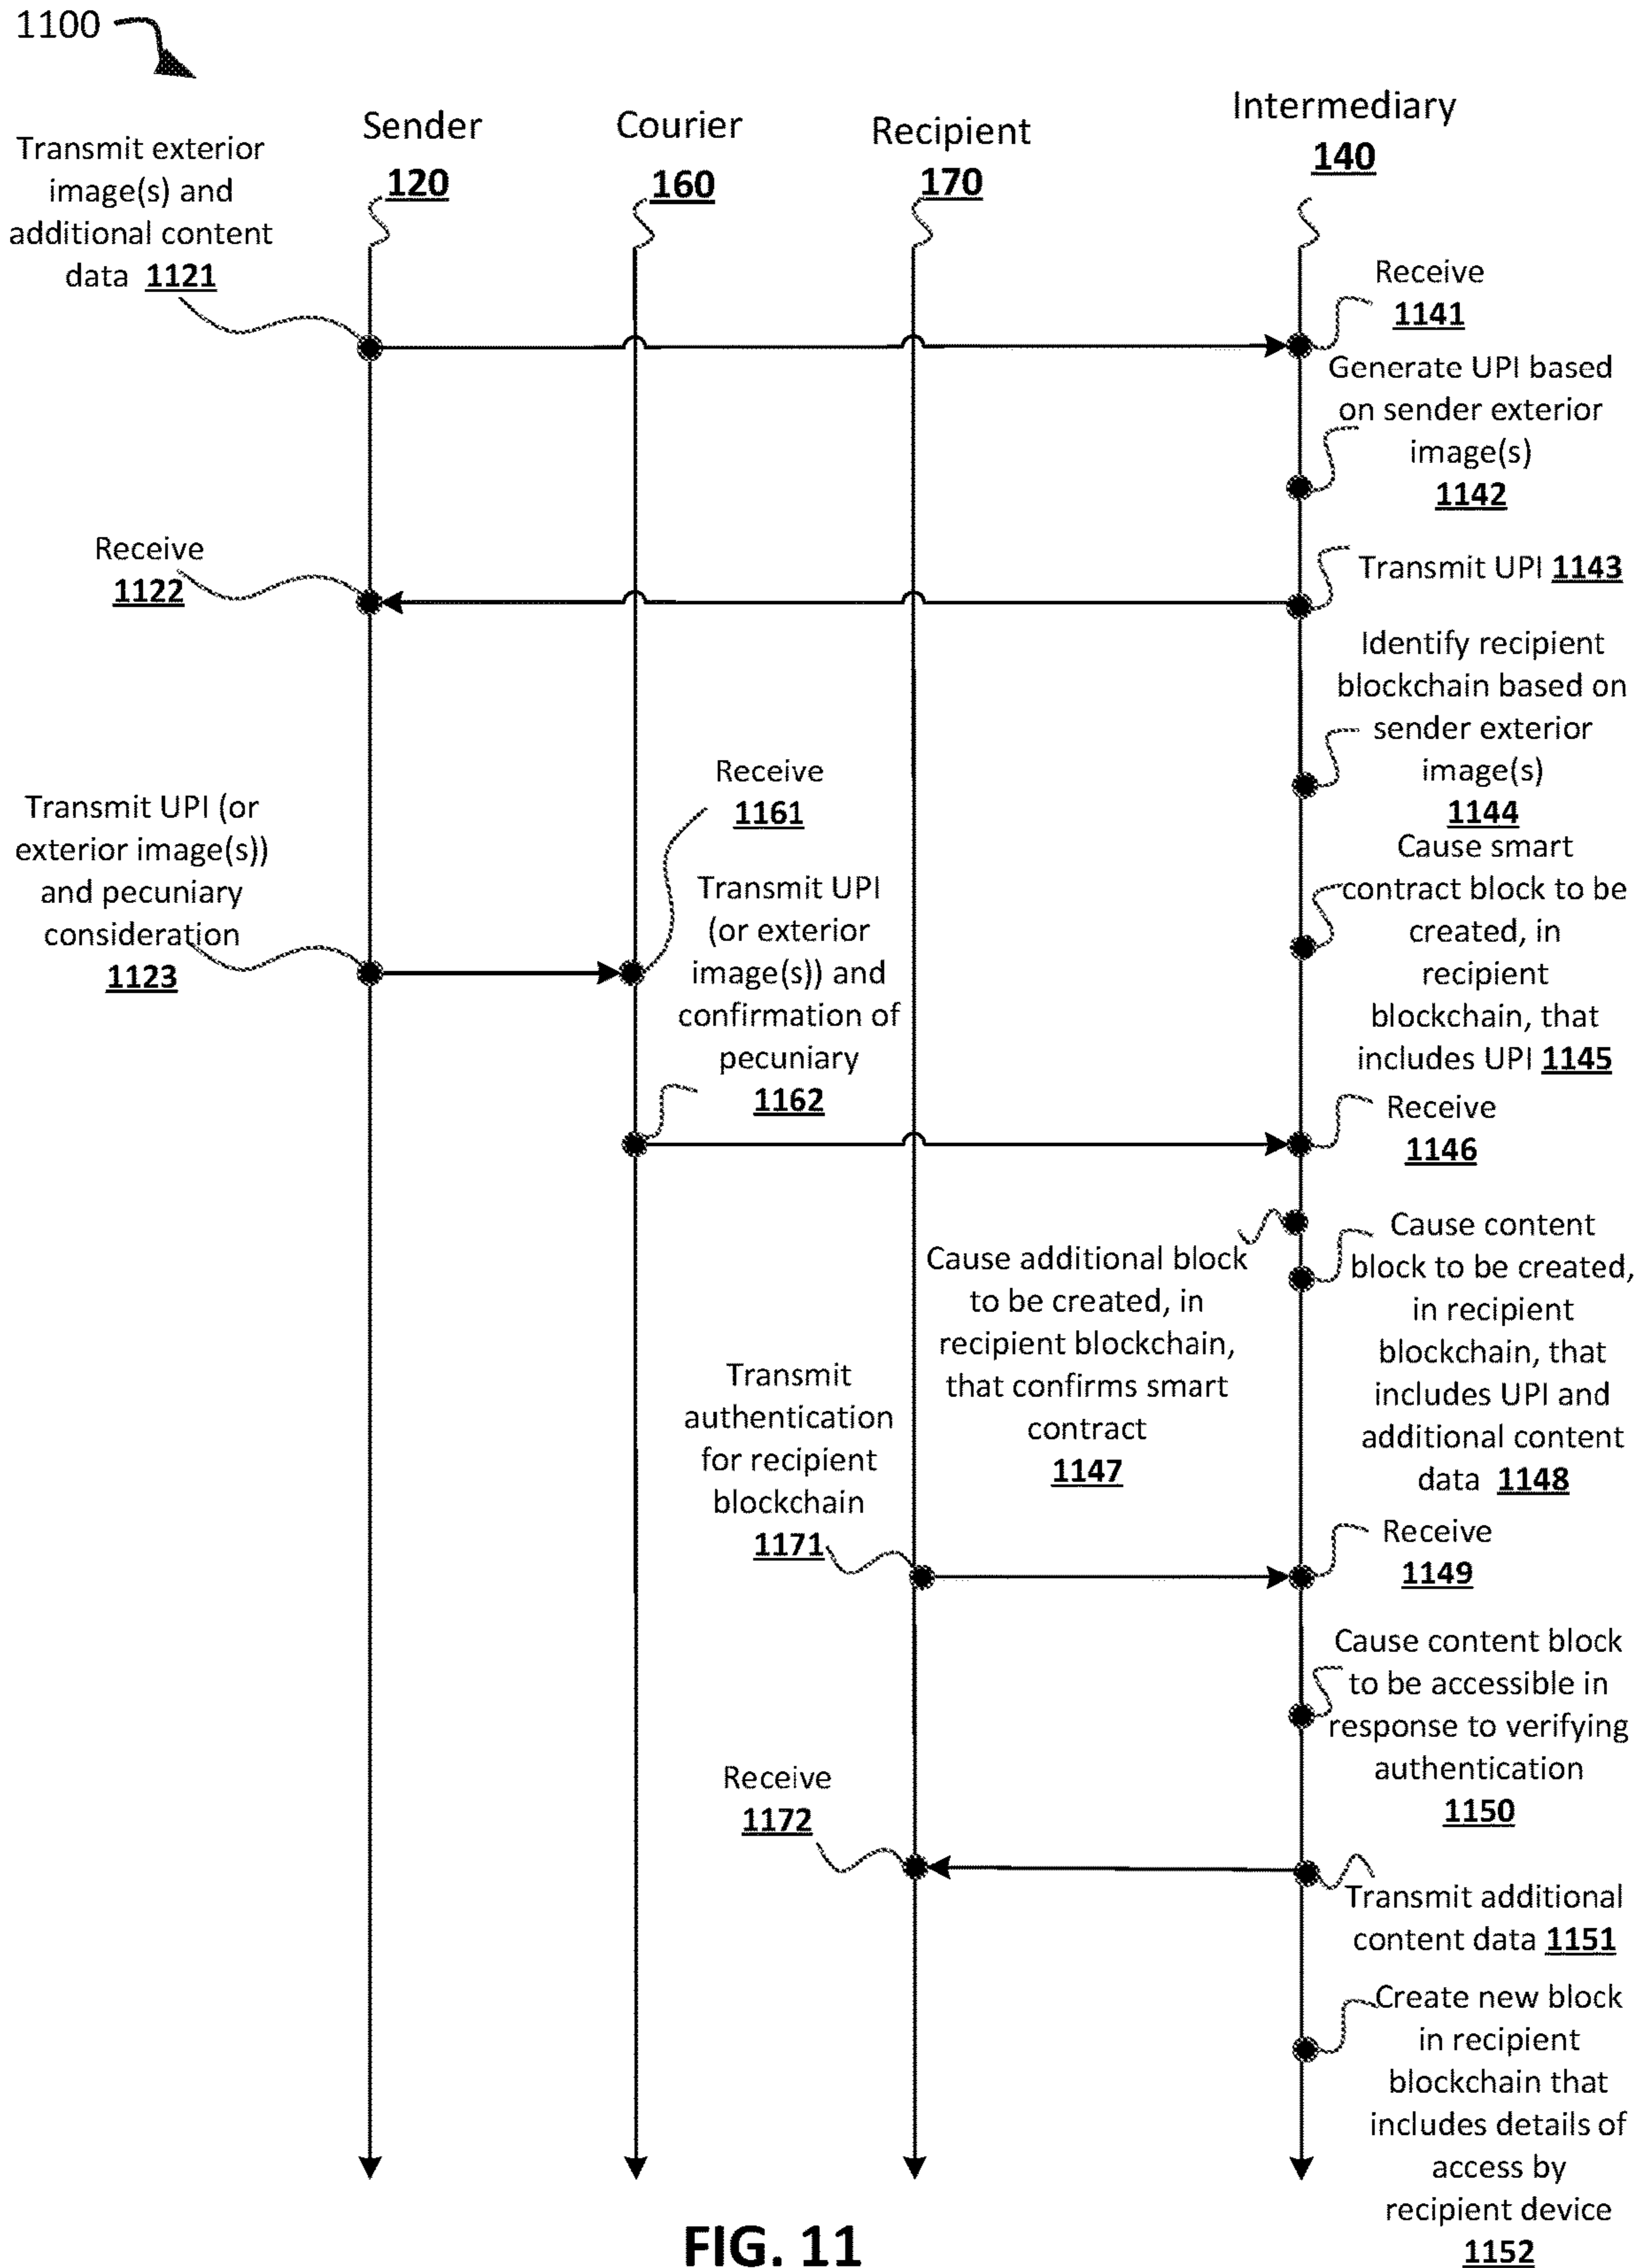 1100
Sender
120
Courier
160
Recipient
170
Intermediary
140
Transmit exterior
image(s) and
additional content
data 1121
Receive
1141
Generate UPI based
on sender exterior
image(s)
1142
Receive
1122
Transmit UPI 1143
Identify recipient
blockchain based on
sender exterior
image(s)
1144
Transmit UPI (or
exterior image(s))
and pecuniary
consideration
1123
Receive
1161
Cause smart
contract block to be
created, in
recipient
blockchain, that
includes UPI 1145
Transmit UPI
(or exterior
image(s)) and
confirmation of
pecuniary
1162
Receive
1146
Cause additional block
to be created, in
recipient blockchain,
that confirms smart
contract
1147
Cause content
block to be created,
in recipient
blockchain, that
includes UPI and
additional content
data 1148
Transmit
authentication
for recipient
blockchain
1171
Receive
1149
Cause content block
to be accessible in
response to verifying
authentication
1150
Receive
1172
Transmit additional
content data 1151
Create new block
in recipient
blockchain that
includes details of
access by
recipient device
1152
FIG. 11